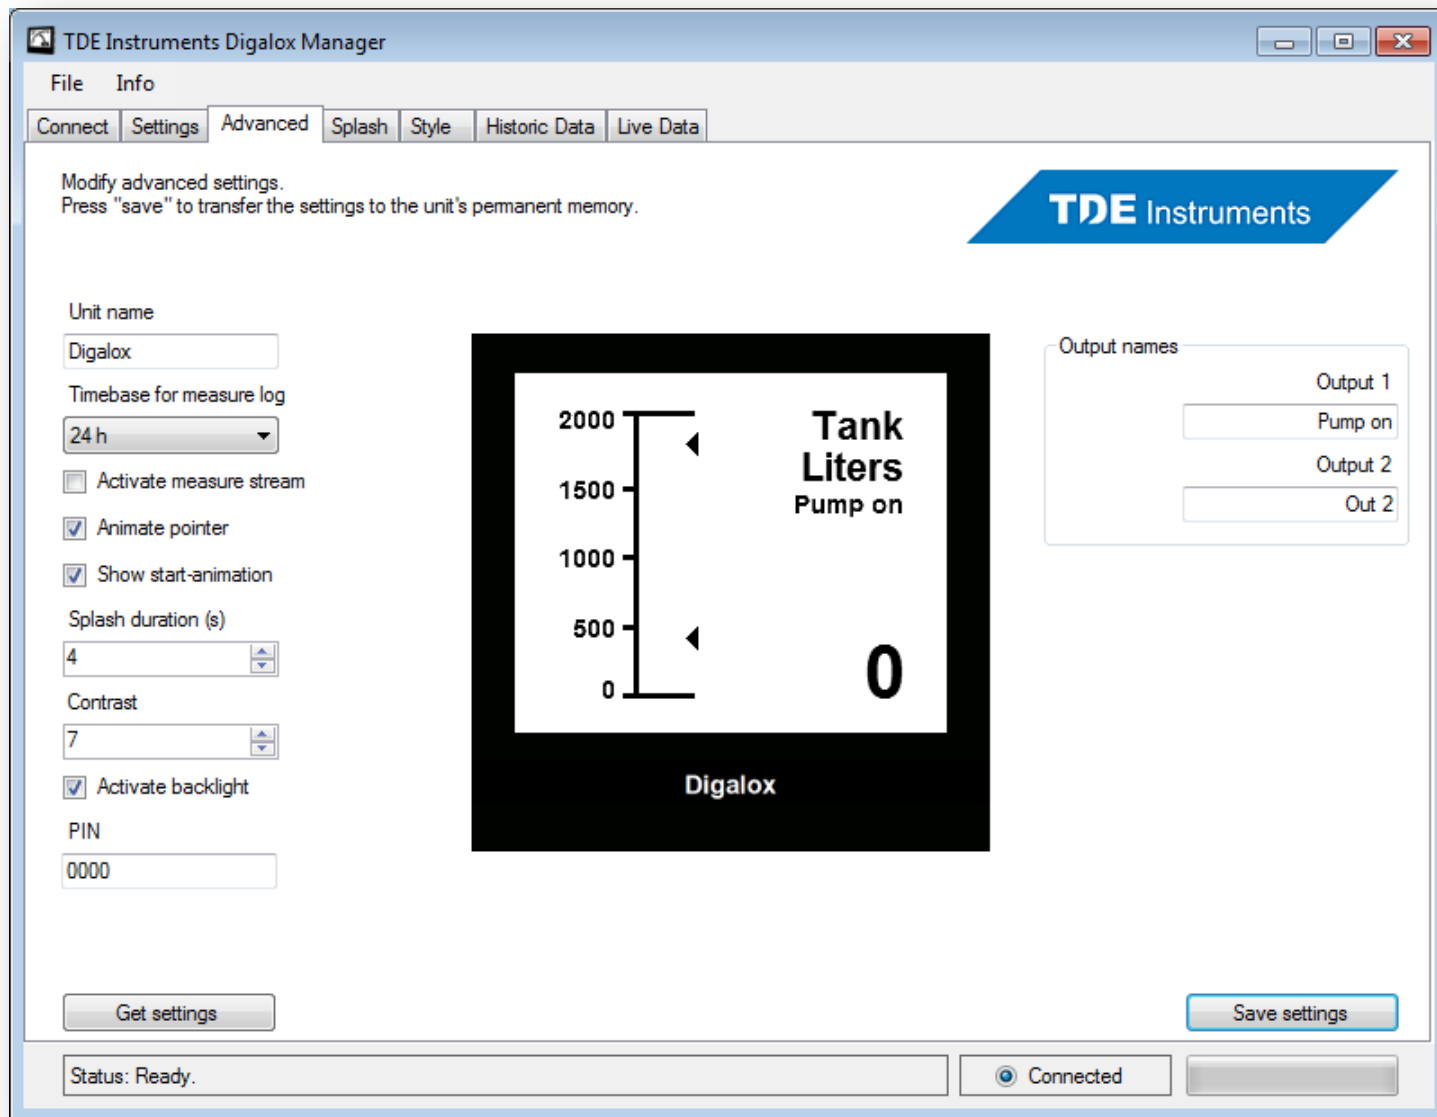 TDE Instruments Digalox Manager
File Info
Connect Settings Advanced Splash Style Historic Data Live Data
Modify advanced settings.
Press "save" to transfer the settings to the unit's permanent memory.
TDE Instruments
Unit name
Digalox
Timebase for measure log
24 h
Activate measure stream
Animate pointer
Show start-animation
Splash duration (s)
4
Contrast
7
Activate backlight
PIN
0000
2000
1500
1000
500
0
Tank
Liters
Pump on
0
Digalox
Output names
Output 1
Pump on
Output 2
Out 2
Get settings
Save settings
Status: Ready.
Connected